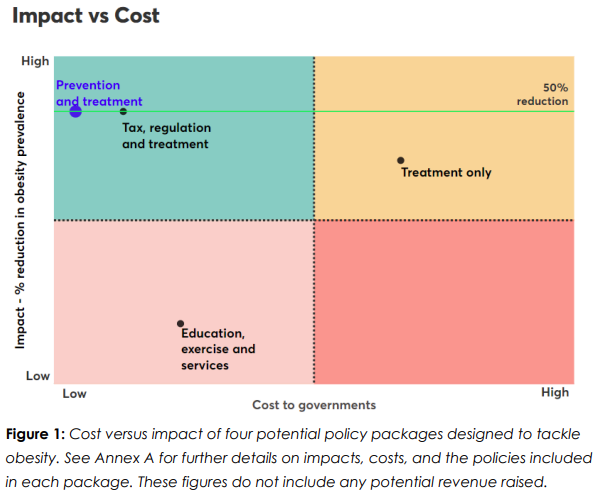 Impact vs Cost
High
Prevention
and treatment
50%
reduction
Tax, regulation
and treatment
Treatment only
Impact - % reduction in obesity prevalence
Education,
exercise and
services
Low
Low
High
Cost to governments
Figure 1: Cost versus impact of four potential policy packages designed to tackle
obesity. See Annex A for further details on impacts, costs, and the policies included
in each package. These figures do not include any potential revenue raised.